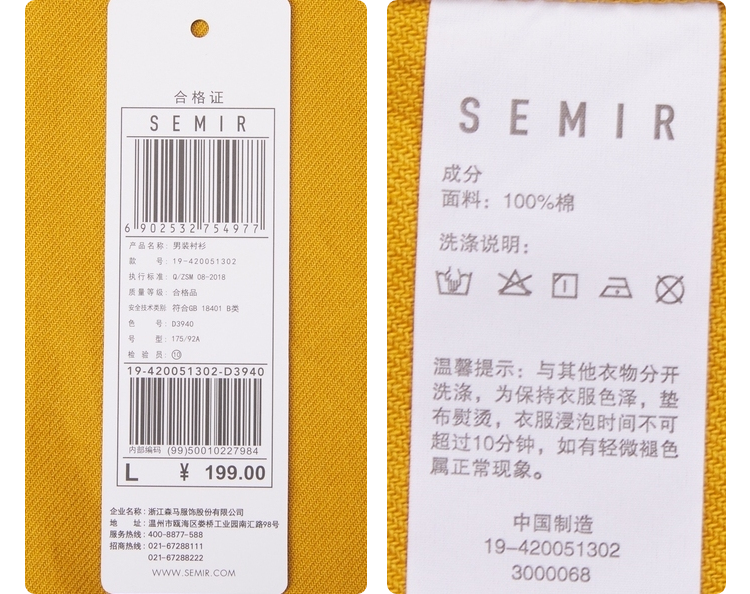 合格证
SEMIR
6 902532 754977
产品名称: 男装衬衫
款 号: 19-420051302
执行标准: Q/ZSM 08-2018
质量等级: 合格品
安全技术类别 符合GB 18401 B类
色 号: D3940
号 型: 175/92A
检 验 员: ⑩
19-420051302-D3940
内部编码 (99)50010227984
L ¥ 199.00
企业名称: 浙江森马服饰股份有限公司
地 址: 温州市瓯海区娄桥工业园南汇路98号
服务热线: 400-8877-588
招商热线: 021-67288111
021-67288222
WWW.SEMIR.COM
SEMIR
成分
面料: 100%棉
洗涤说明:
温馨提示: 与其他衣物分开
洗涤, 为保持衣服色泽, 垫
布熨烫, 衣服浸泡时间不可
超过10分钟, 如有轻微褪色
属正常现象。
中国制造
19-420051302
3000068